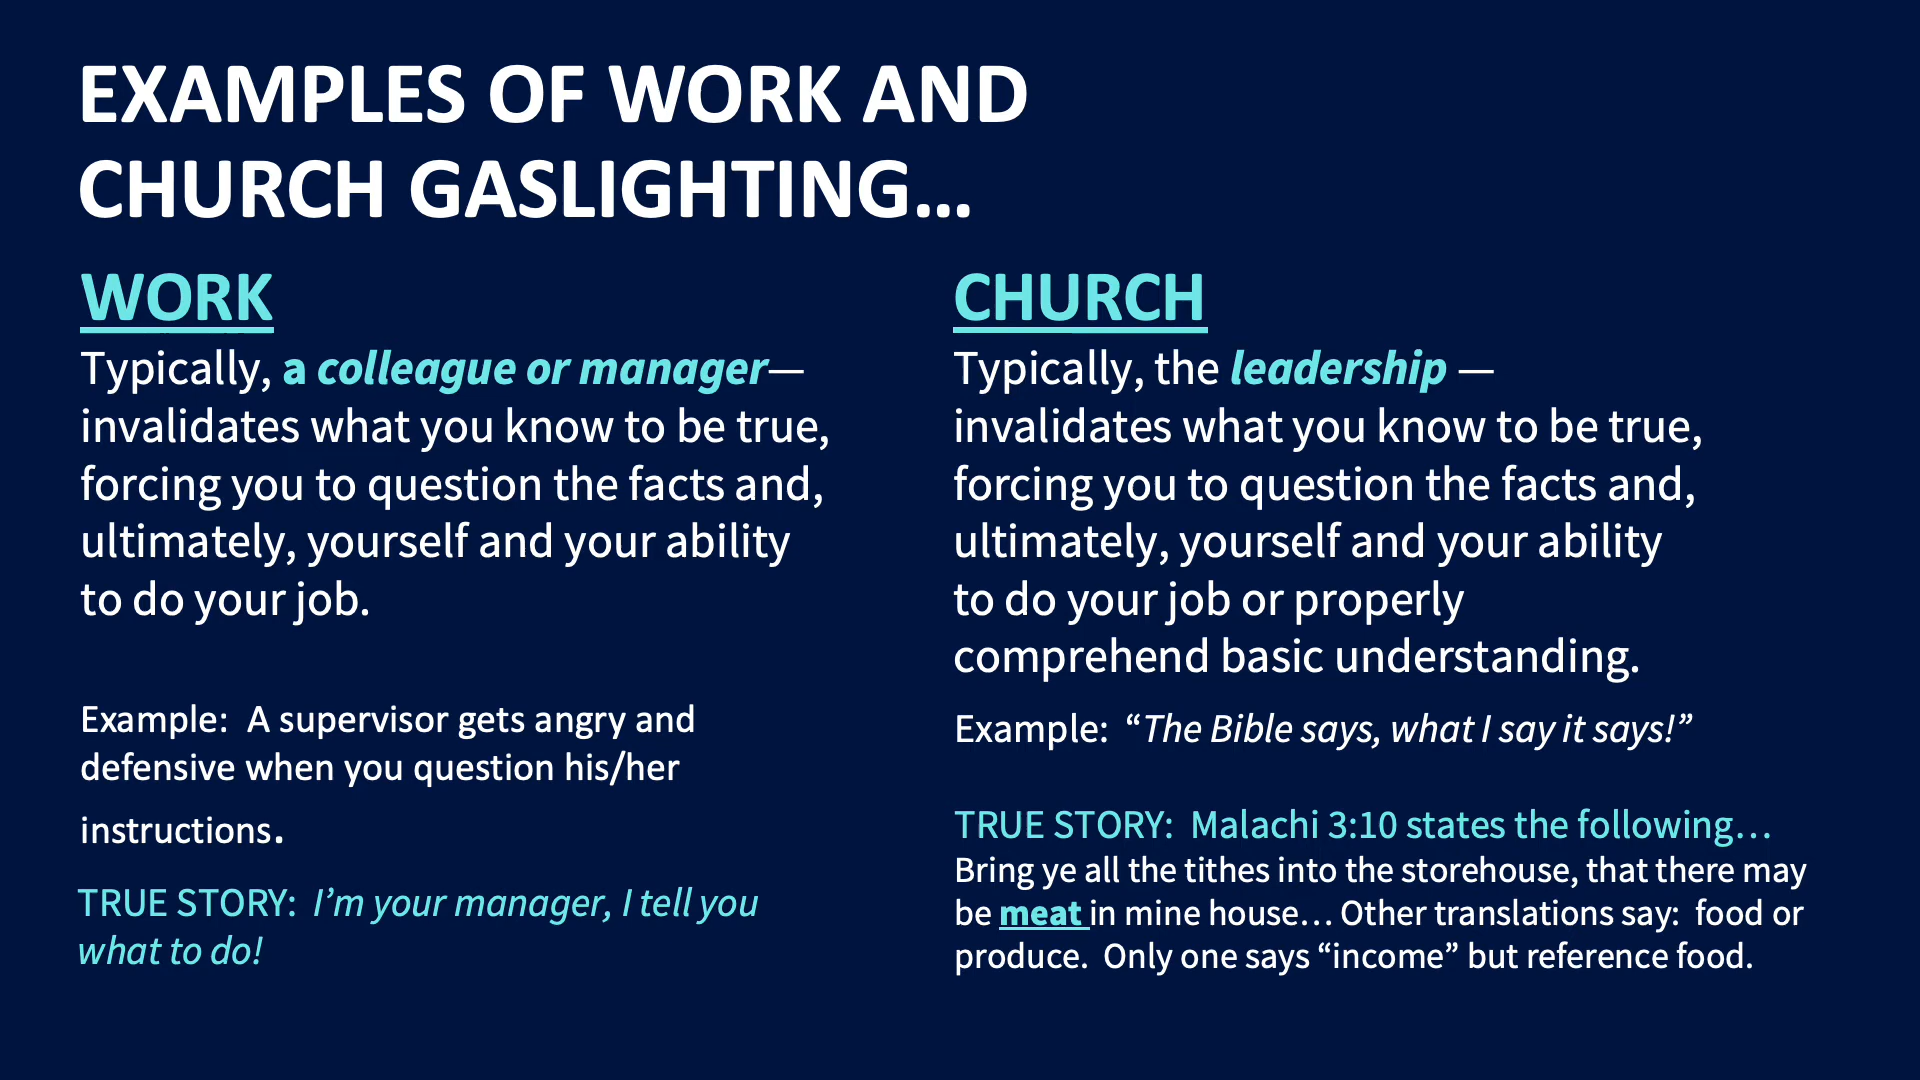 EXAMPLES OF WORK AND
CHURCH GASLIGHTING...
WORK
Typically, a colleague or manager—
invalidates what you know to be true,
forcing you to question the facts and,
ultimately, yourself and your ability
to do your job.
Example:  A supervisor gets angry and
defensive when you question his/her
instructions.
TRUE STORY:  I’m your manager, I tell you
what to do!
CHURCH
Typically, the leadership —
invalidates what you know to be true,
forcing you to question the facts and,
ultimately, yourself and your ability
to do your job or properly
comprehend basic understanding.
Example:  “The Bible says, what I say it says!”
TRUE STORY:  Malachi 3:10 states the following…
Bring ye all the tithes into the storehouse, that there may
be meat in mine house… Other translations say:  food or
produce.  Only one says “income” but reference food.